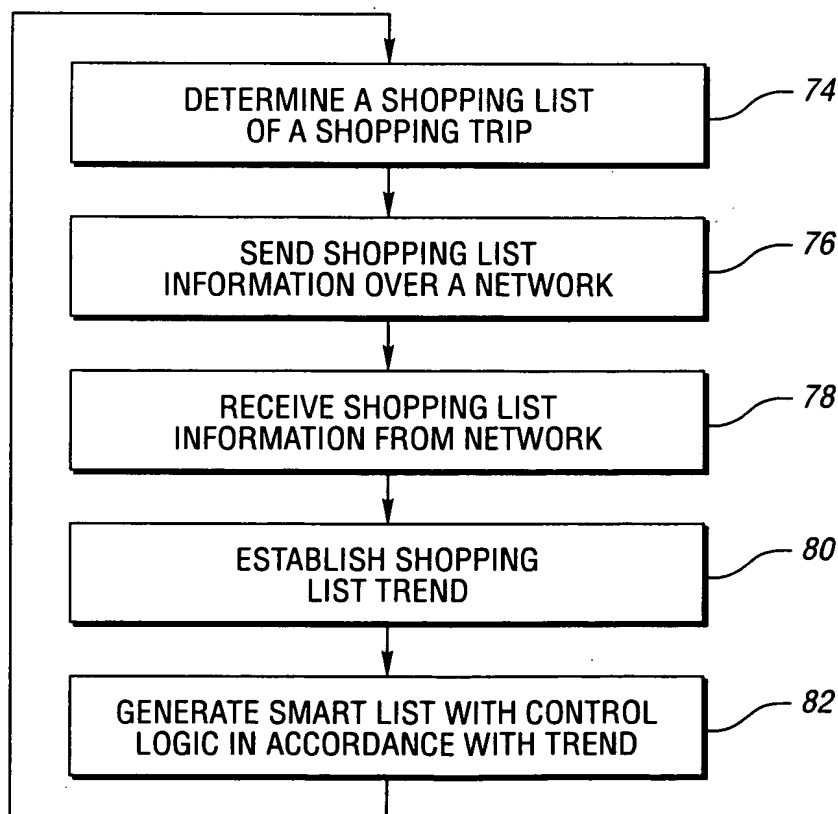 DETERMINE A SHOPPING LIST
OF A SHOPPING TRIP
74
SEND SHOPPING LIST
INFORMATION OVER A NETWORK
76
RECEIVE SHOPPING LIST
INFORMATION FROM NETWORK
78
ESTABLISH SHOPPING
LIST TREND
80
GENERATE SMART LIST WITH CONTROL
LOGIC IN ACCORDANCE WITH TREND
82